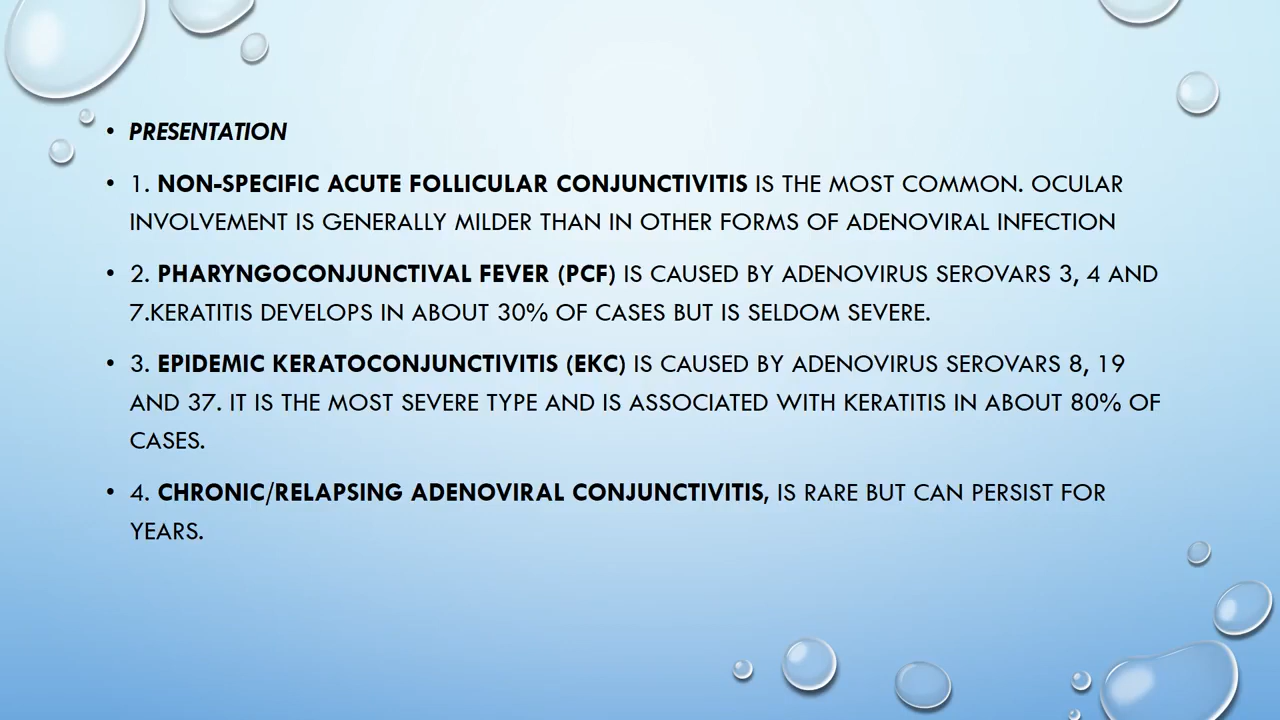 • PRESENTATION
• 1. NON-SPECIFIC ACUTE FOLLICULAR CONJUNCTIVITIS IS THE MOST COMMON. OCULAR
INVOLVEMENT IS GENERALLY MILDER THAN IN OTHER FORMS OF ADENOVIRAL INFECTION
• 2. PHARYNGOCONJUNCTIVAL FEVER (PCF) IS CAUSED BY ADENOVIRUS SEROVARS 3, 4 AND
7.KERATITIS DEVELOPS IN ABOUT 30% OF CASES BUT IS SELDOM SEVERE.
• 3. EPIDEMIC KERATOCONJUNCTIVITIS (EKC) IS CAUSED BY ADENOVIRUS SEROVARS 8, 19
AND 37. IT IS THE MOST SEVERE TYPE AND IS ASSOCIATED WITH KERATITIS IN ABOUT 80% OF
CASES.
• 4. CHRONIC/RELAPSING ADENOVIRAL CONJUNCTIVITIS, IS RARE BUT CAN PERSIST FOR
YEARS.